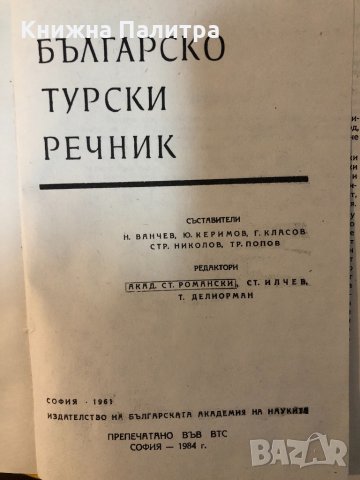 Книжна Палитра
БЪЛГАРСКО
ТУРСКИ
РЕЧНИК
СЪСТАВИТЕЛИ
Н. ВАНЧЕВ, Ю. КЕРИМОВ, Г. КЛАСОВ
СТР. НИКОЛОВ, ТР. ПОПОВ
РЕДАКТОРИ
АКАД. СТ. РОМАНСКИ, СТ. ИЛЧЕВ,
Т. ДЕЛИОРМАН
СОФИЯ · 1961
ИЗДАТЕЛСТВО НА БЪЛГАРСКАТА АКАДЕМИЯ НА НАУКИТЕ
ПРЕПЕЧАТАНО ВЪВ ВТС
СОФИЯ — 1984 г.
BAZAR